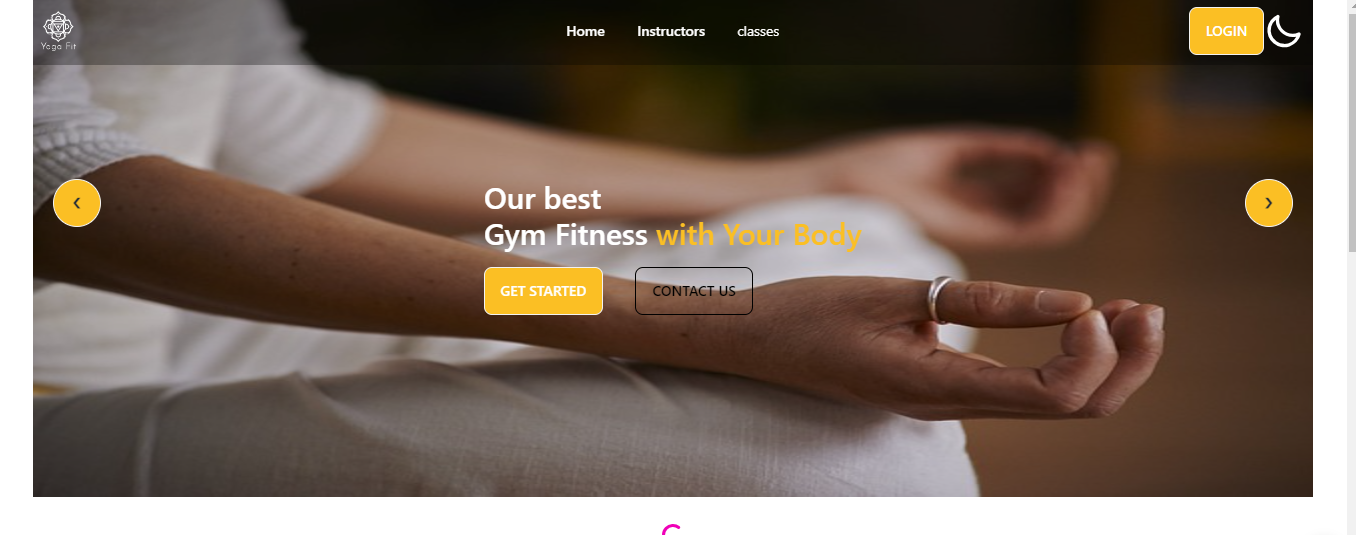 Yoga Fit
Home
Instructors
classes
LOGIN
Our best
Gym Fitness with Your Body
GET STARTED
CONTACT US